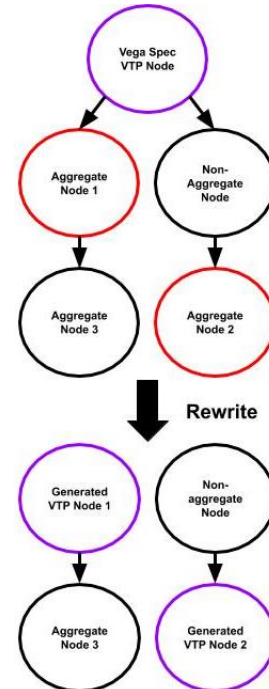 Vega Spec
VTP Node
Aggregate
Node 1
Non-
Aggregate
Node
Aggregate
Node 3
Aggregate
Node 2
Rewrite
Generated
VTP Node 1
Non-
aggregate
Node
Aggregate
Node 3
Generated
VTP Node 2